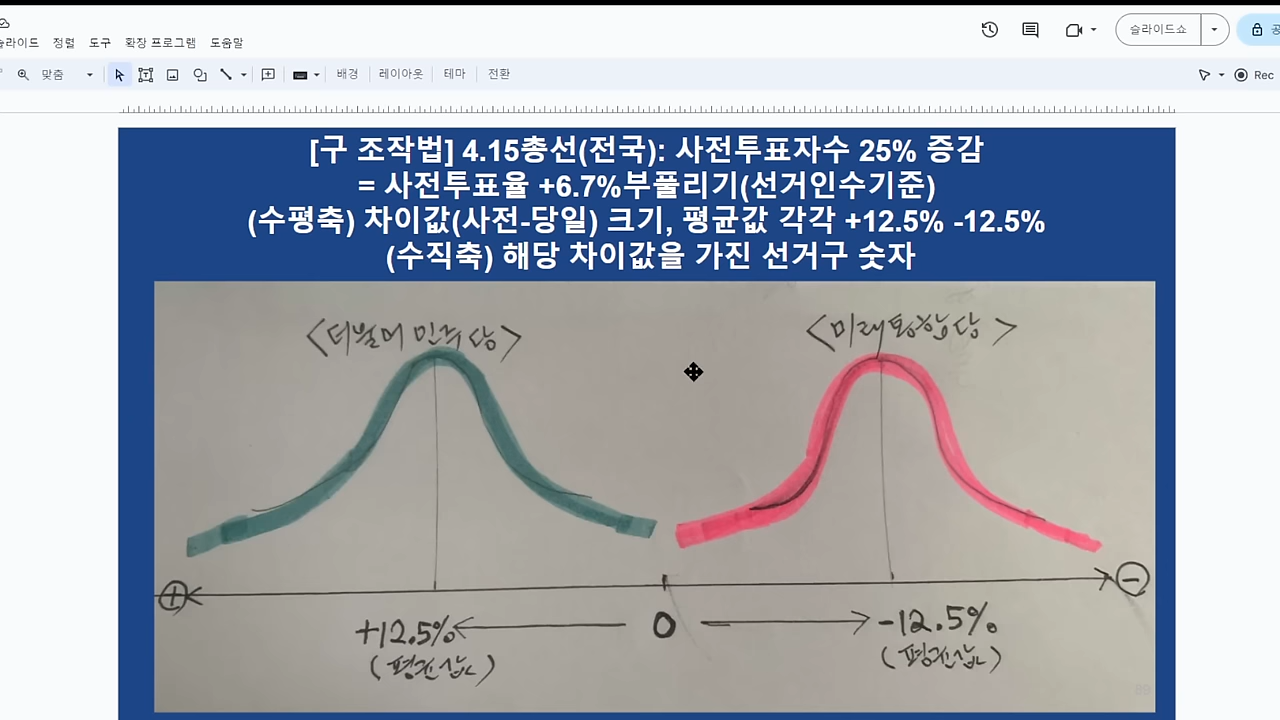 슬라이드 정렬 도구 확장 프로그램 도움말
슬라이드쇼
맞춤 배경 레이아웃 테마 전환 Rec
[구 조작법] 4.15총선(전국): 사전투표자수 25% 증감
= 사전투표율 +6.7%부풀리기(선거인수기준)
(수평축) 차이값(사전-당일) 크기, 평균값 각각 +12.5% -12.5%
(수직축) 해당 차이값을 가진 선거구 숫자
<더불어 민주당> <미래통합당>
+ −
+12.5% 0 -12.5%
(평균값) (평균값)